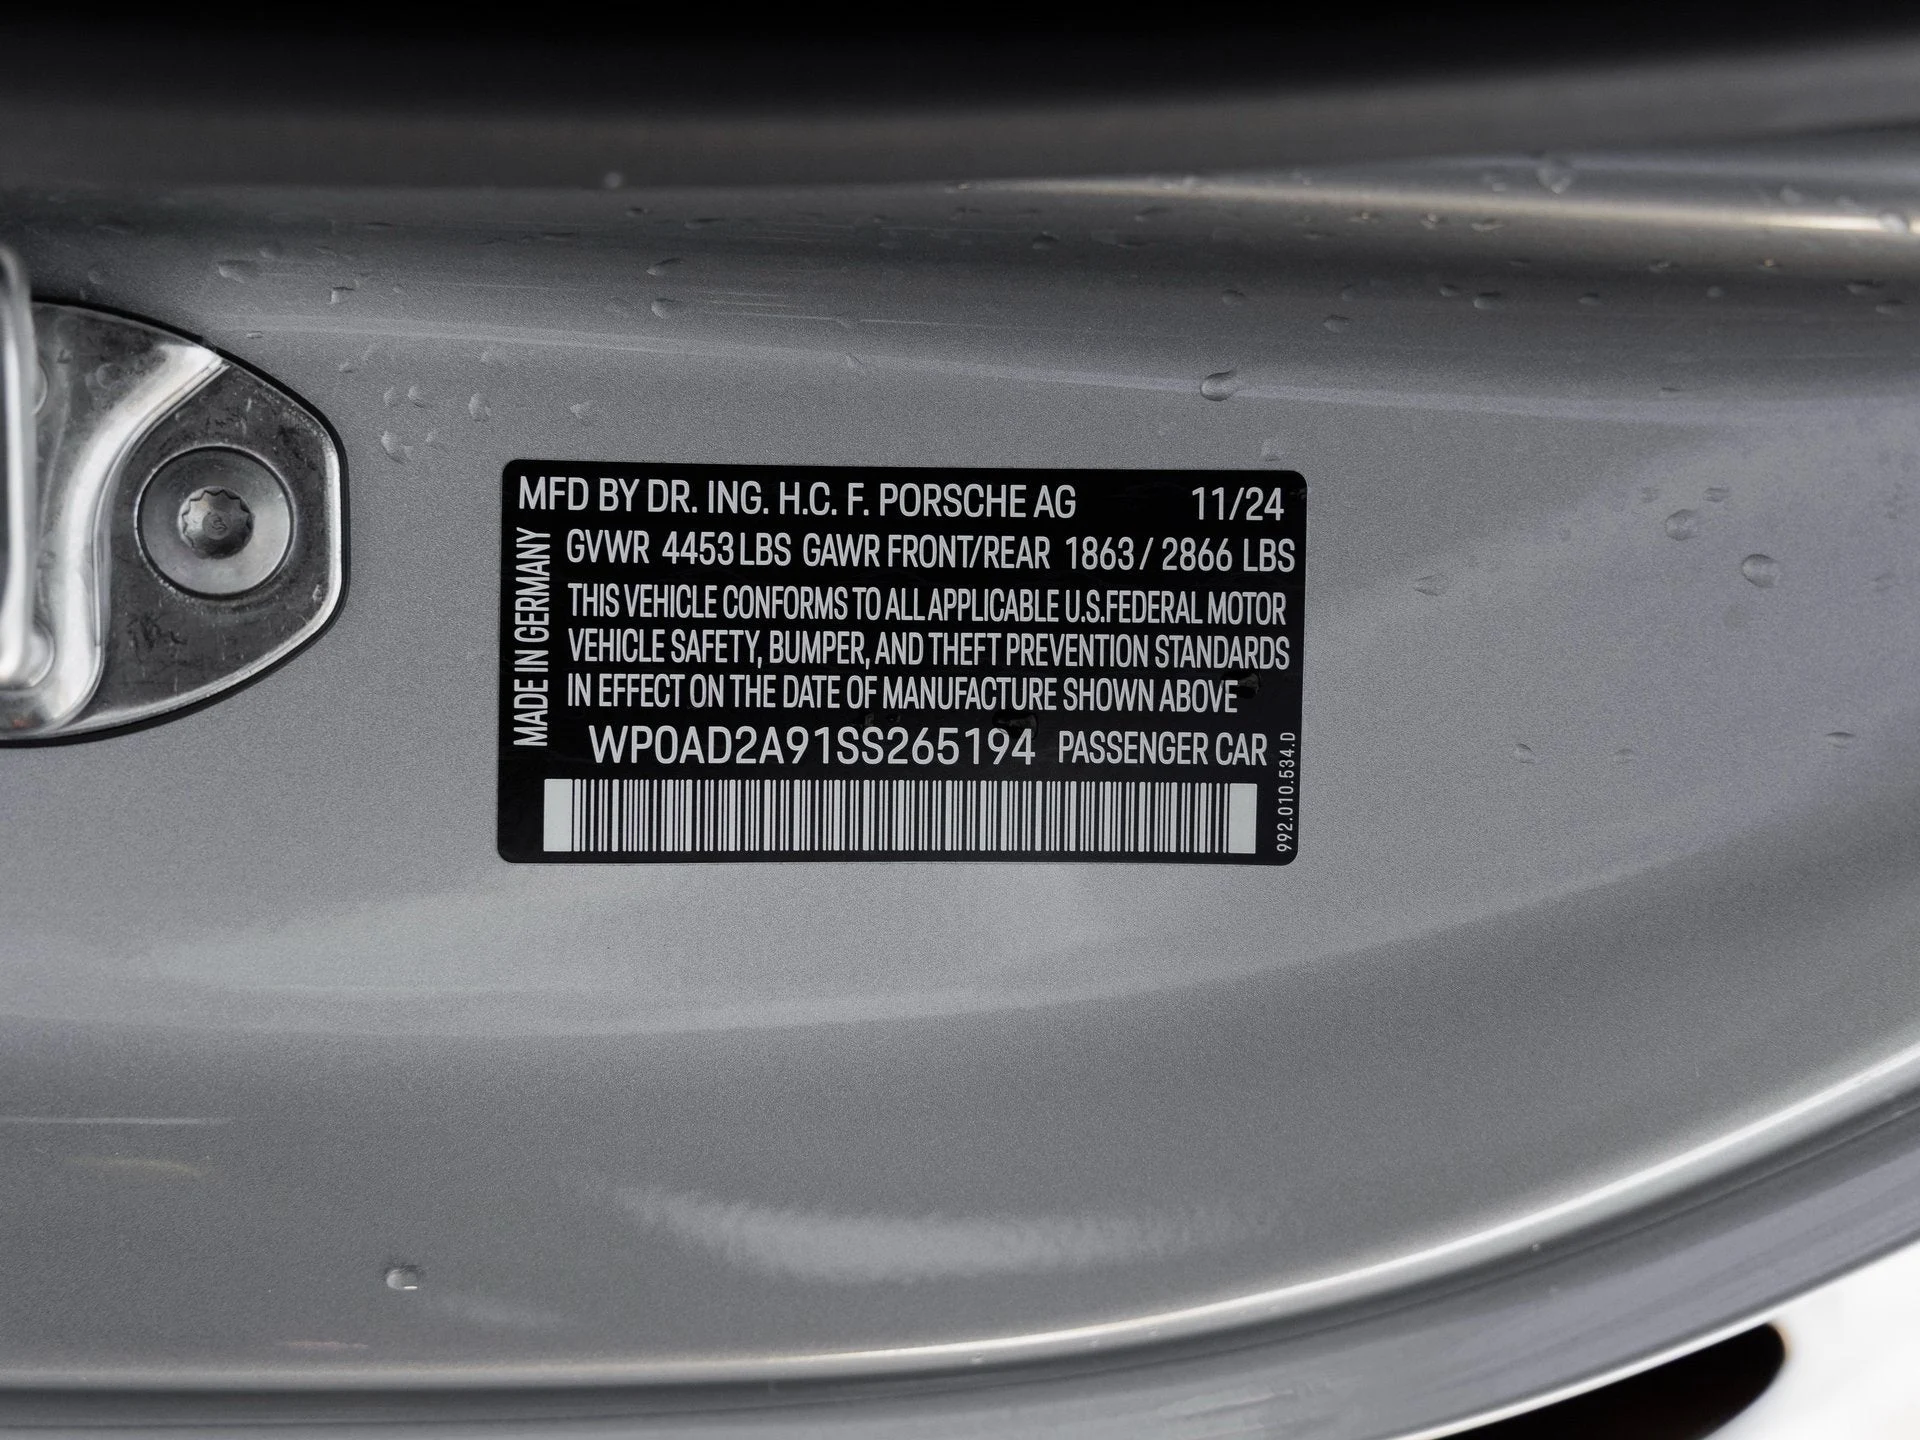 MFD BY DR. ING. H.C. F. PORSCHE AG 11/24
GVWR 4453 LBS GAWR FRONT/REAR 1863 / 2866 LBS
THIS VEHICLE CONFORMS TO ALL APPLICABLE U.S. FEDERAL MOTOR
VEHICLE SAFETY, BUMPER, AND THEFT PREVENTION STANDARDS
IN EFFECT ON THE DATE OF MANUFACTURE SHOWN ABOVE
WP0AD2A91SS265194 PASSENGER CAR
MADE IN GERMANY
992.010.534.D